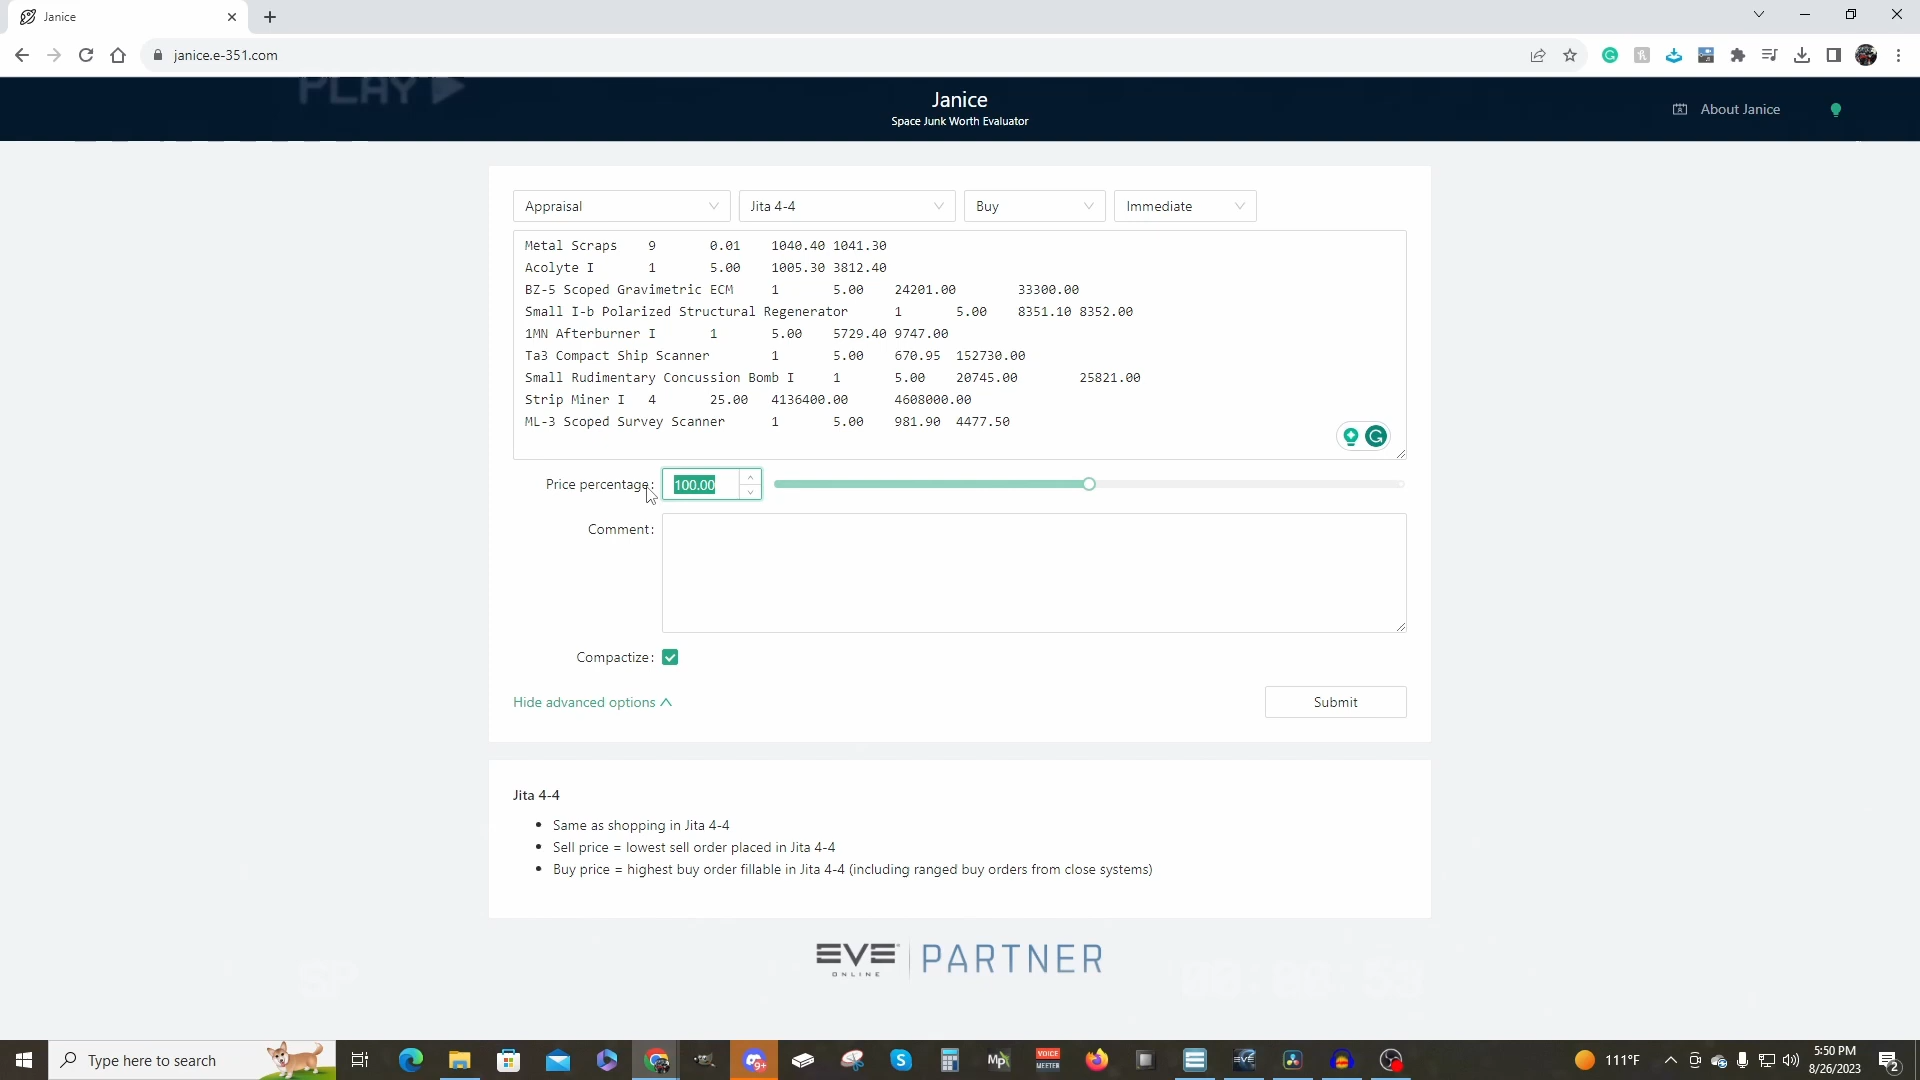 Janice
janice.e-351.com
PLAY
Janice
Space Junk Worth Evaluator
About Janice
Appraisal Jita 4-4 Buy Immediate
Metal Scraps 9 0.01 1040.40 1041.30
Acolyte I 1 5.00 1005.30 3812.40
BZ-5 Scoped Gravimetric ECM 1 5.00 24201.00 33300.00
Small I-b Polarized Structural Regenerator 1 5.00 8351.10 8352.00
1MN Afterburner I 1 5.00 5729.40 9747.00
Ta3 Compact Ship Scanner 1 5.00 670.95 152730.00
Small Rudimentary Concussion Bomb I 1 5.00 20745.00 25821.00
Strip Miner I 4 25.00 4136400.00 4608000.00
ML-3 Scoped Survey Scanner 1 5.00 981.90 4477.50
Price percentage: 100.00
Comment:
Compactize:
Hide advanced options Submit
Jita 4-4
• Same as shopping in Jita 4-4
• Sell price = lowest sell order placed in Jita 4-4
• Buy price = highest buy order fillable in Jita 4-4 (including ranged buy orders from close systems)
EVE ONLINE PARTNER
SP
Type here to search 9+ Mp VOICE MEETER EVE 111°F 5:50 PM
8/26/2023 2